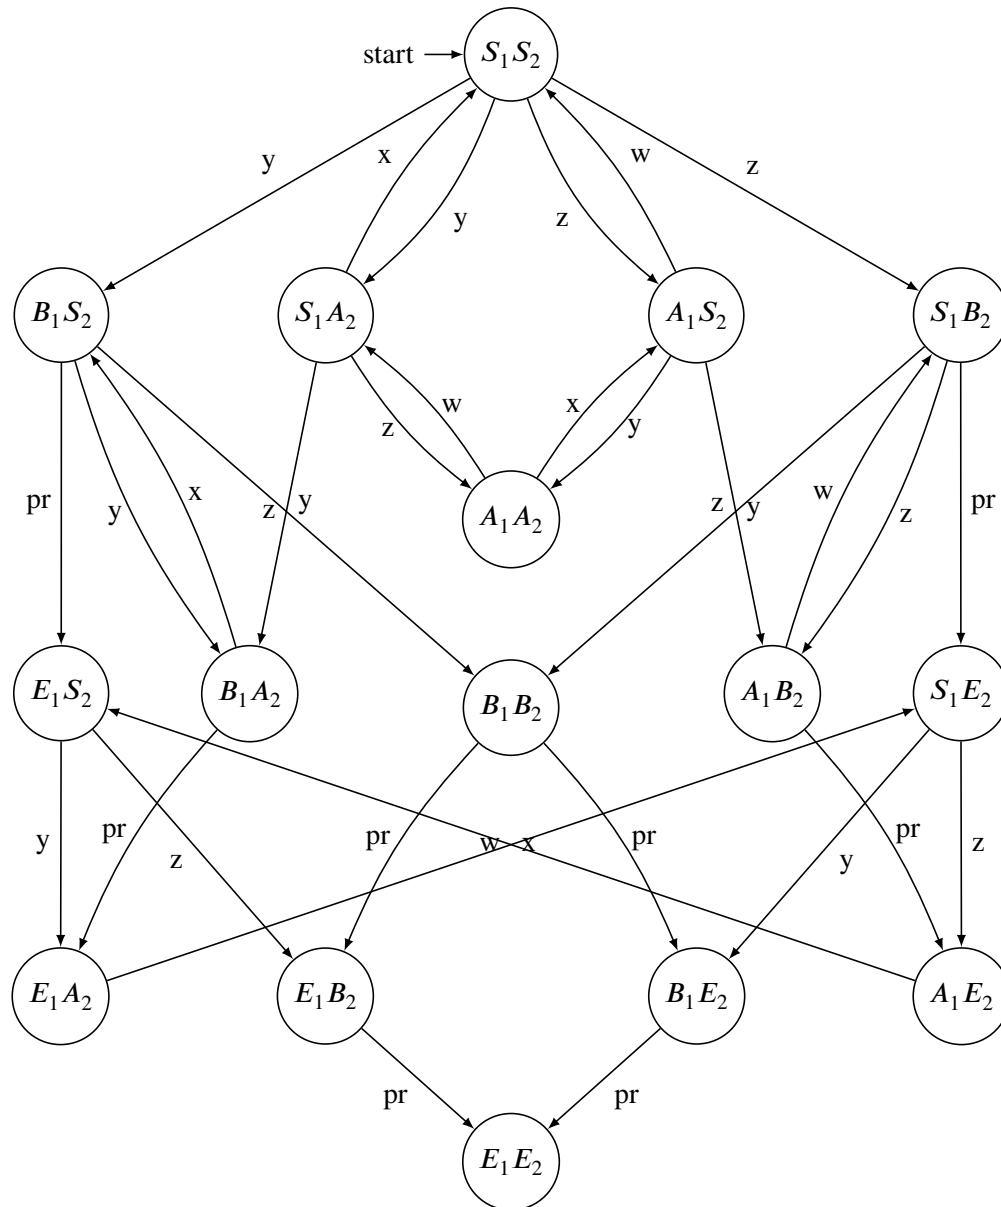 start S₁S₂
y x y z w z
B₁S₂ S₁A₂ A₁S₂ S₁B₂
z w x y
pr y x z y A₁A₂ z y w z pr
E₁S₂ B₁A₂ B₁B₂ A₁B₂ S₁E₂
y pr z pr w x pr y pr z
E₁A₂ E₁B₂ B₁E₂ A₁E₂
pr pr
E₁E₂